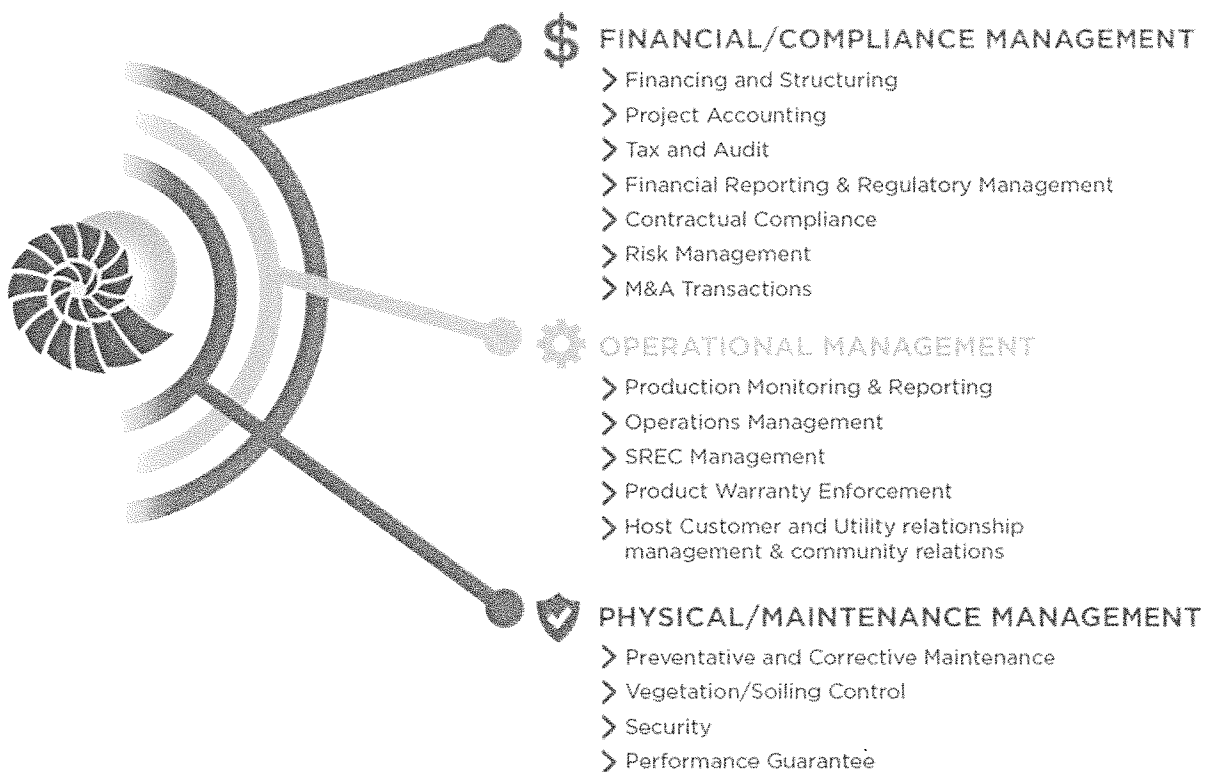 $ FINANCIAL/COMPLIANCE MANAGEMENT
Financing and Structuring
Project Accounting
Tax and Audit
Financial Reporting & Regulatory Management
Contractual Compliance
Risk Management
M&A Transactions
OPERATIONAL MANAGEMENT
Production Monitoring & Reporting
Operations Management
SREC Management
Product Warranty Enforcement
Host Customer and Utility relationship
management & community relations
PHYSICAL/MAINTENANCE MANAGEMENT
Preventative and Corrective Maintenance
Vegetation/Soiling Control
Security
Performance Guarantee